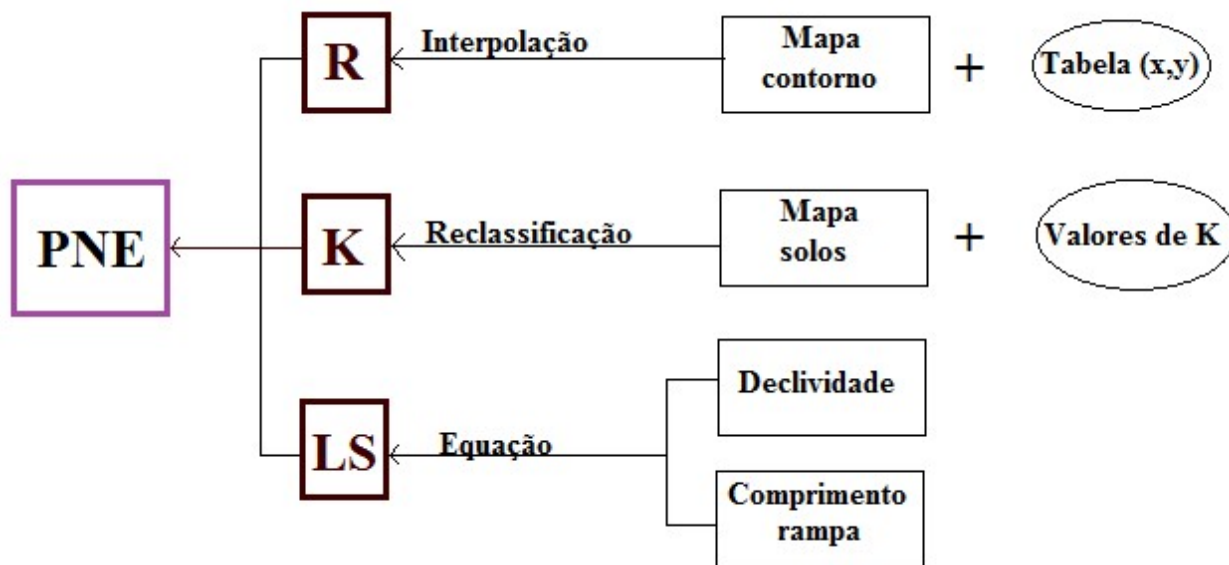 R
Interpolação
Mapa
contorno
+
Tabela (x,y)
PNE
K
Reclassificação
Mapa
solos
+
Valores de K
LS
Equação
Declividade
Comprimento
rampa